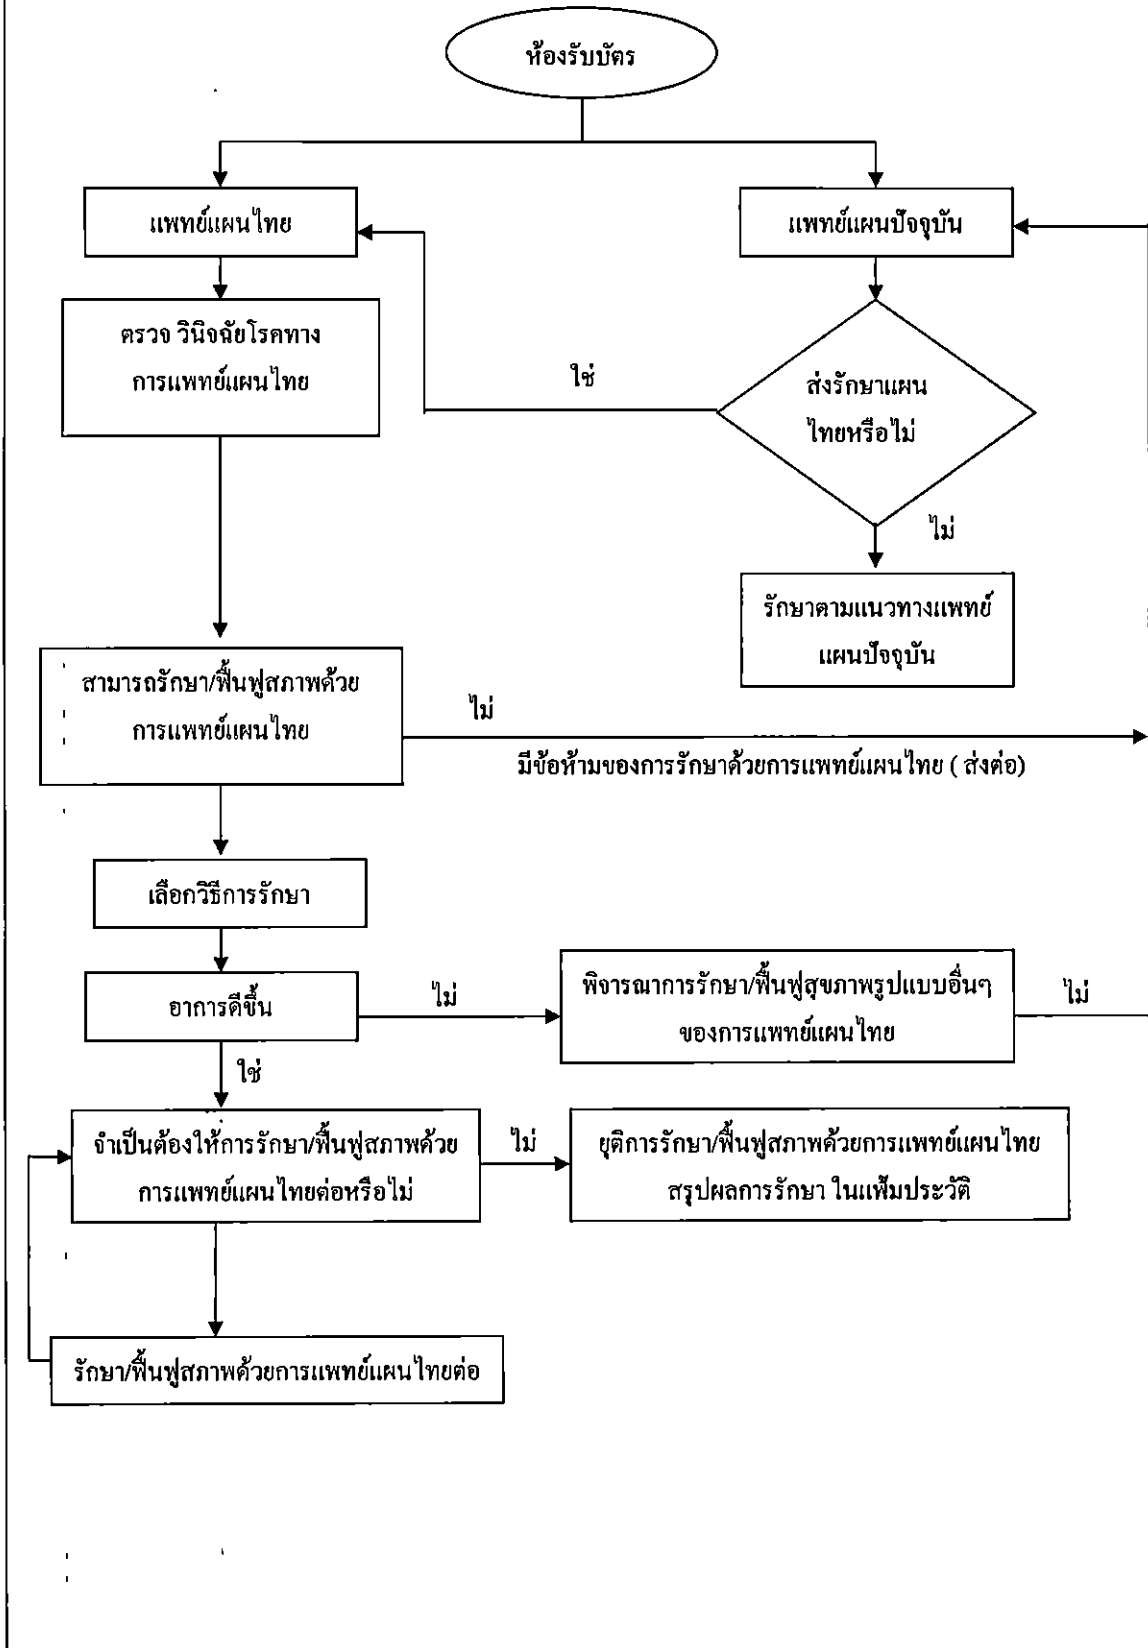 ห้องรับบัตร
แพทย์แผนไทย
แพทย์แผนปัจจุบัน
ตรวจ วินิจฉัยโรคทาง
การแพทย์แผนไทย
ใช่
ส่งรักษาแผน
ไทยหรือไม่
ไม่
รักษาตามแนวทางแพทย์
แผนปัจจุบัน
สามารถรักษา/ฟื้นฟูสภาพด้วย
การแพทย์แผนไทย
ไม่
มีข้อห้ามของการรักษาด้วยการแพทย์แผนไทย ( ส่งต่อ)
เลือกวิธีการรักษา
อาการดีขึ้น
ไม่
พิจารณาการรักษา/ฟื้นฟูสุขภาพรูปแบบอื่นๆ
ของการแพทย์แผนไทย
ไม่
ใช่
จำเป็นต้องให้การรักษา/ฟื้นฟูสภาพด้วย
การแพทย์แผนไทยต่อหรือไม่
ไม่
ยุติการรักษา/ฟื้นฟูสภาพด้วยการแพทย์แผนไทย
สรุปผลการรักษา ในแฟ้มประวัติ
รักษา/ฟื้นฟูสภาพด้วยการแพทย์แผนไทยต่อ